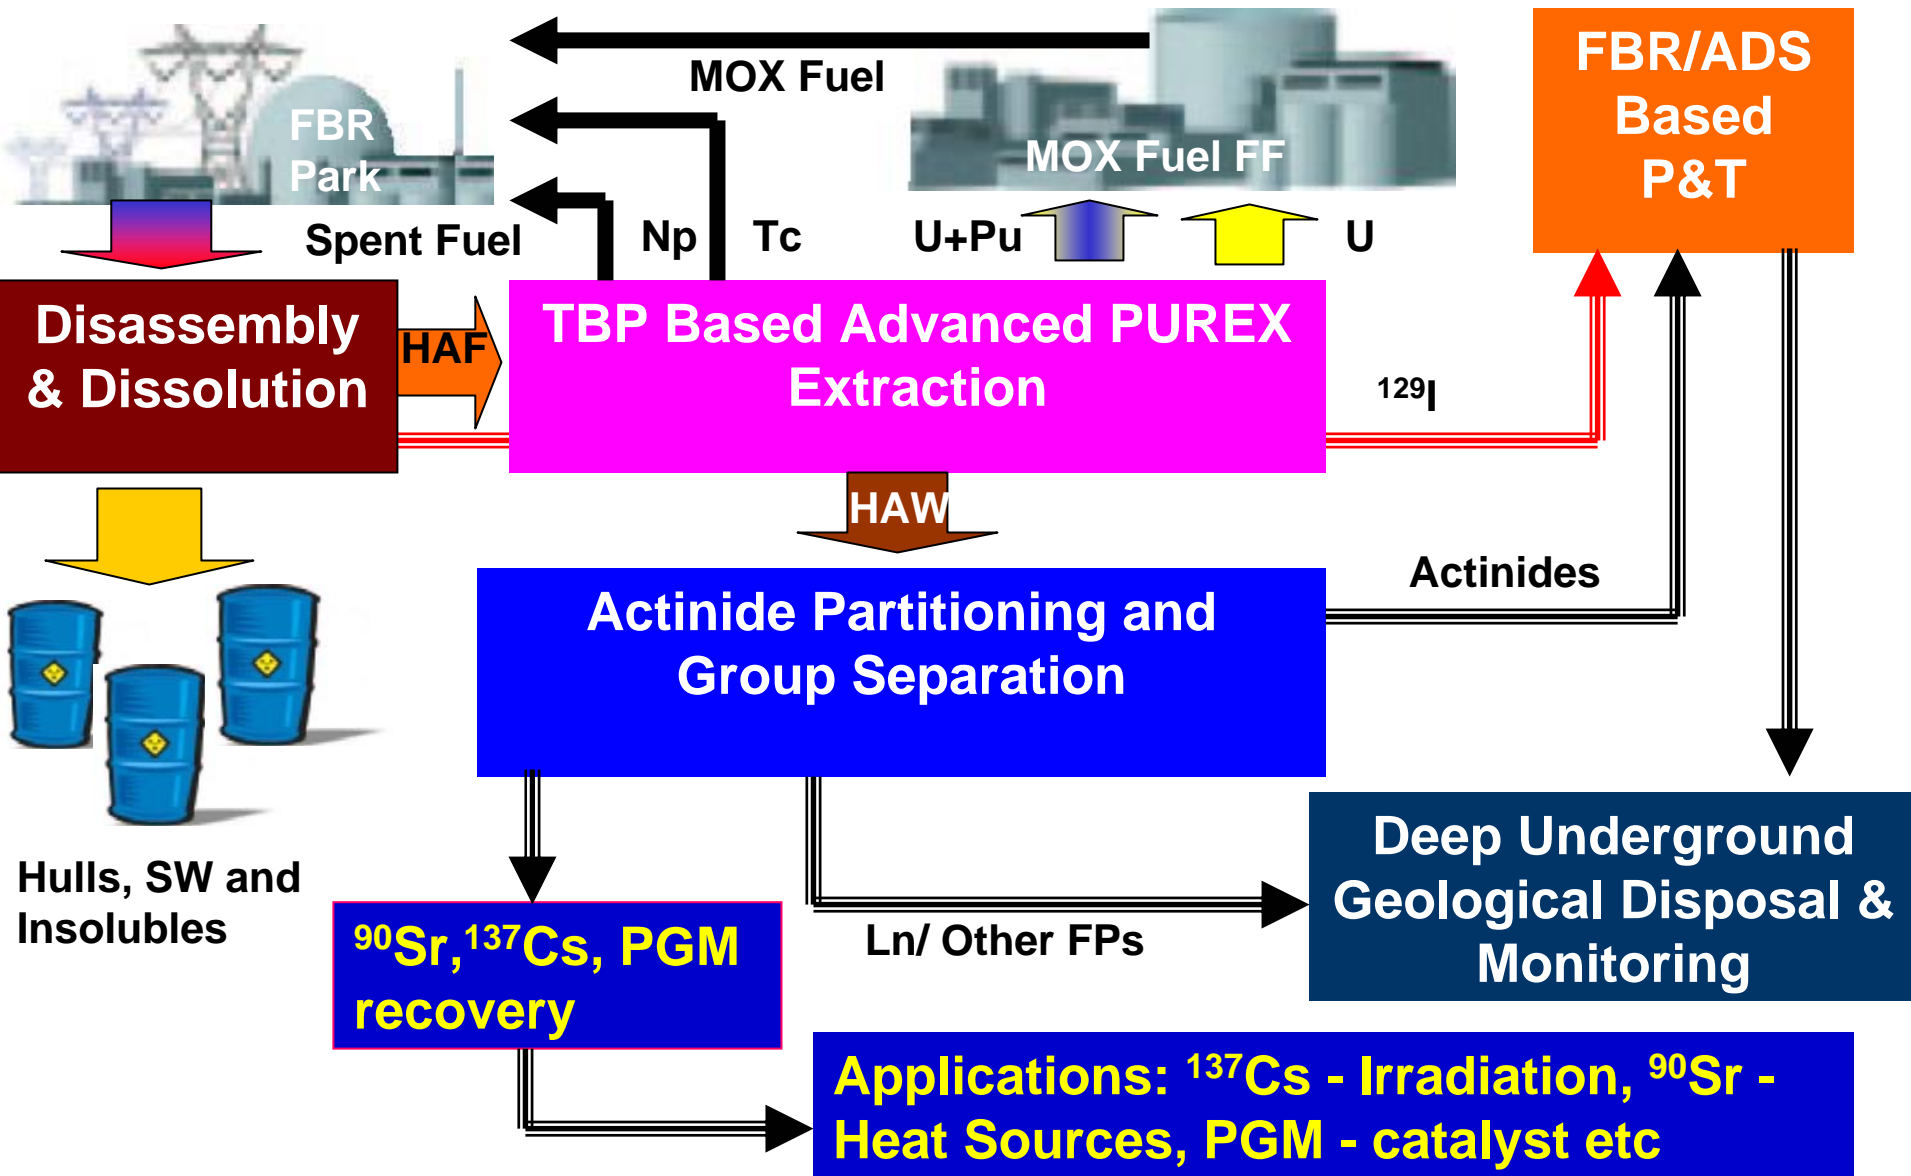 MOX Fuel
FBR
Park
MOX Fuel FF
FBR/ADS
Based
P&T
Spent Fuel
Np
Tc
U+Pu
U
Disassembly
& Dissolution
HAF
TBP Based Advanced PUREX
Extraction
¹²⁹I
HAW
Actinide Partitioning and
Group Separation
Actinides
Hulls, SW and
Insolubles
⁹⁰Sr,¹³⁷Cs, PGM
recovery
Ln/ Other FPs
Deep Underground
Geological Disposal &
Monitoring
Applications: ¹³⁷Cs - Irradiation, ⁹⁰Sr -
Heat Sources, PGM - catalyst etc